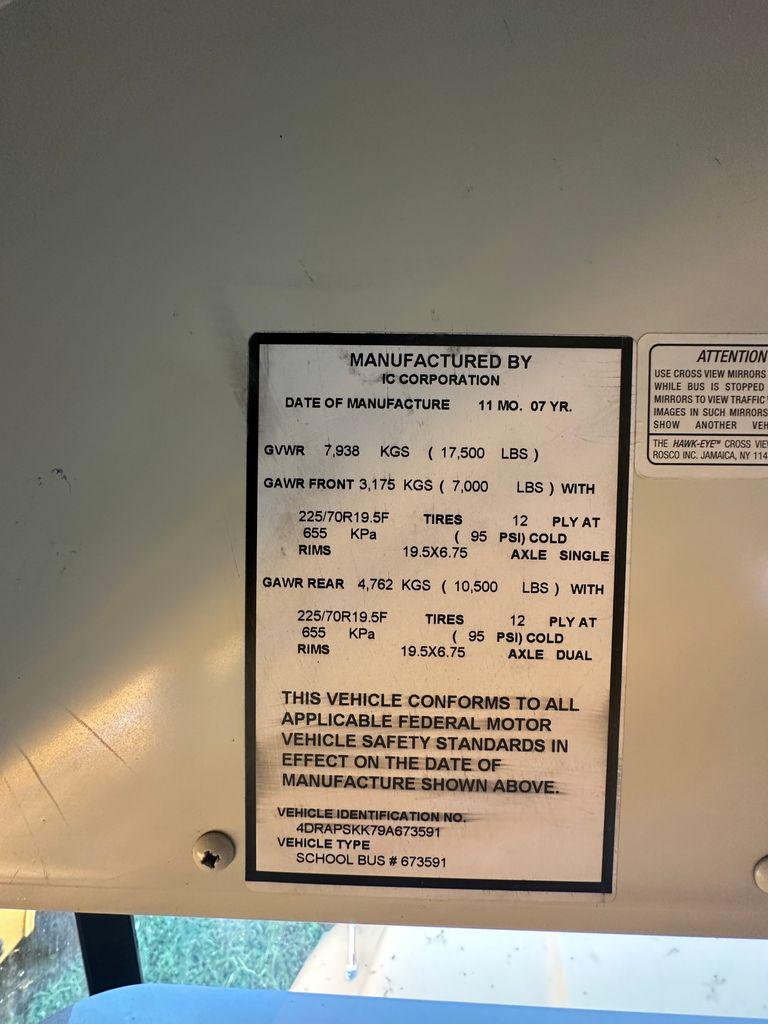 MANUFACTURED BY
IC CORPORATION
DATE OF MANUFACTURE 11 MO. 07 YR.
GVWR 7,938 KGS ( 17,500 LBS )
GAWR FRONT 3,175 KGS ( 7,000 LBS ) WITH
225/70R19.5F TIRES 12 PLY AT
655 KPa ( 95 PSI) COLD
RIMS 19.5X6.75 AXLE SINGLE
GAWR REAR 4,762 KGS ( 10,500 LBS ) WITH
225/70R19.5F TIRES 12 PLY AT
655 KPa ( 95 PSI) COLD
RIMS 19.5X6.75 AXLE DUAL
THIS VEHICLE CONFORMS TO ALL
APPLICABLE FEDERAL MOTOR
VEHICLE SAFETY STANDARDS IN
EFFECT ON THE DATE OF
MANUFACTURE SHOWN ABOVE.
VEHICLE IDENTIFICATION NO.
4DRAPSKK79A673591
VEHICLE TYPE
SCHOOL BUS # 673591
ATTENTION
USE CROSS VIEW MIRRORS
WHILE BUS IS STOPPED
MIRRORS TO VIEW TRAFFIC
IMAGES IN SUCH MIRRORS
SHOW ANOTHER
THE HAWK-EYE™ CROSS
ROSCO INC. JAMAICA, NY